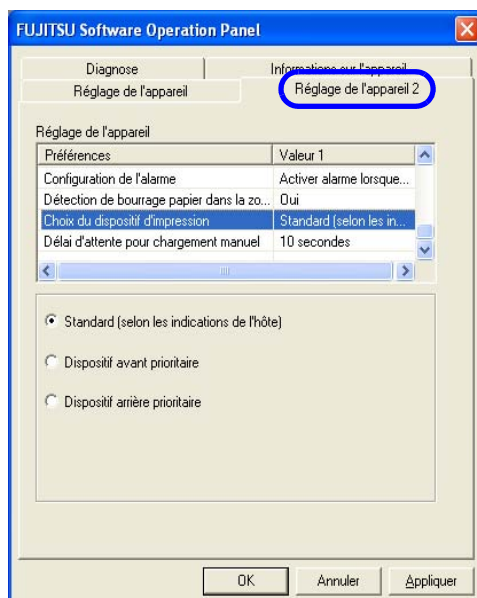 FUJITSU Software Operation Panel
Diagnose
Informations sur l'appareil
Réglage de l'appareil
Réglage de l'appareil 2
Réglage de l'appareil
Préférences Valeur 1
Configuration de l'alarme Activer alarme lorsque...
Détection de bourrage papier dans la zo... Oui
Choix du dispositif d'impression Standard (selon les in...
Délai d'attente pour chargement manuel 10 secondes
Standard (selon les indications de l'hôte)
Dispositif avant prioritaire
Dispositif arrière prioritaire
OK Annuler Appliquer